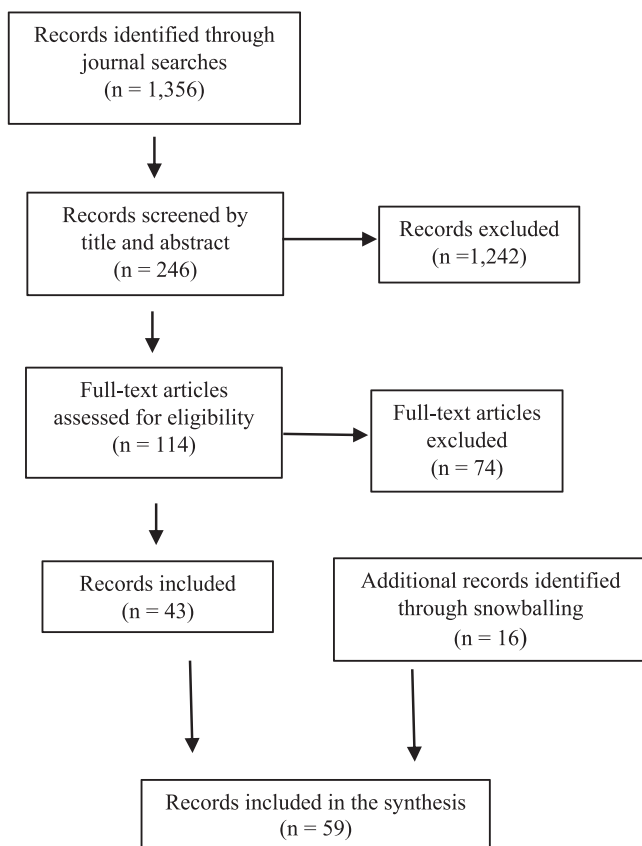 Records identified through
journal searches
(n = 1,356)
Records screened by
title and abstract
(n = 246)
Records excluded
(n =1,242)
Full-text articles
assessed for eligibility
(n = 114)
Full-text articles
excluded
(n = 74)
Records included
(n = 43)
Additional records identified
through snowballing
(n = 16)
Records included in the synthesis
(n = 59)